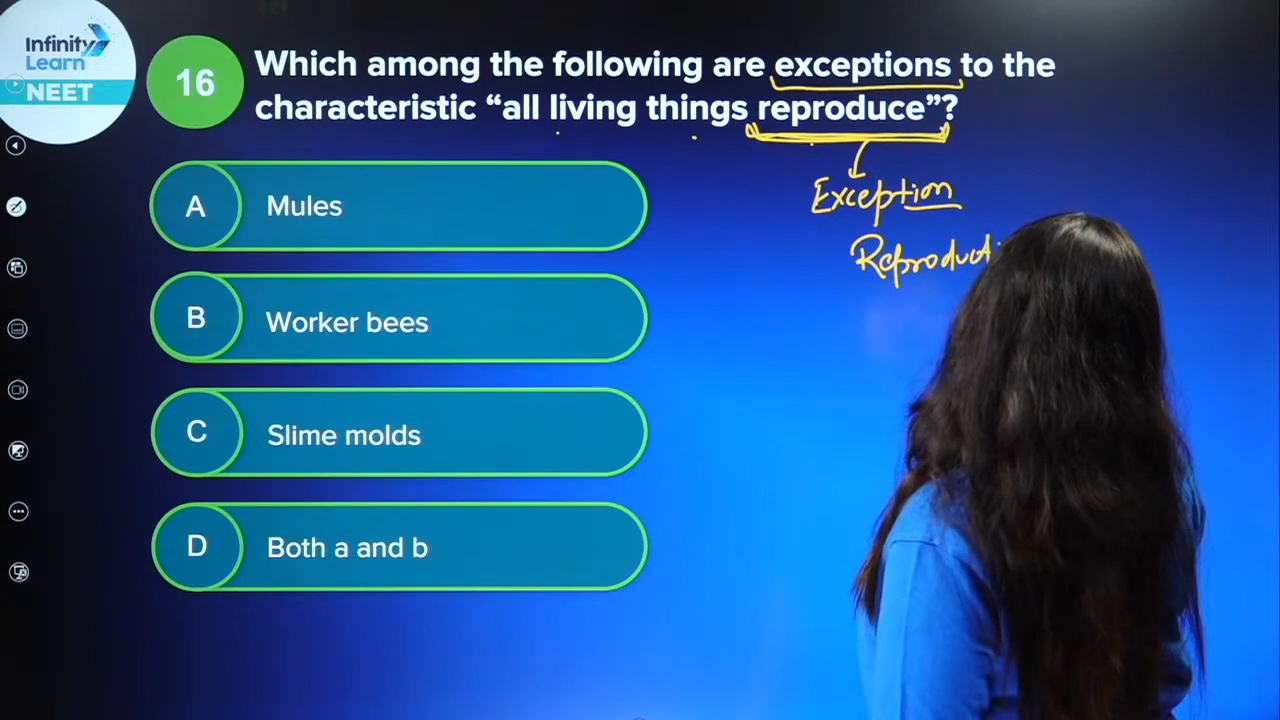 Infinity
Learn
NEET
16
Which among the following are exceptions to the
characteristic “all living things reproduce”?
Exception
Reproducti
A
Mules
B
Worker bees
C
Slime molds
D
Both a and b